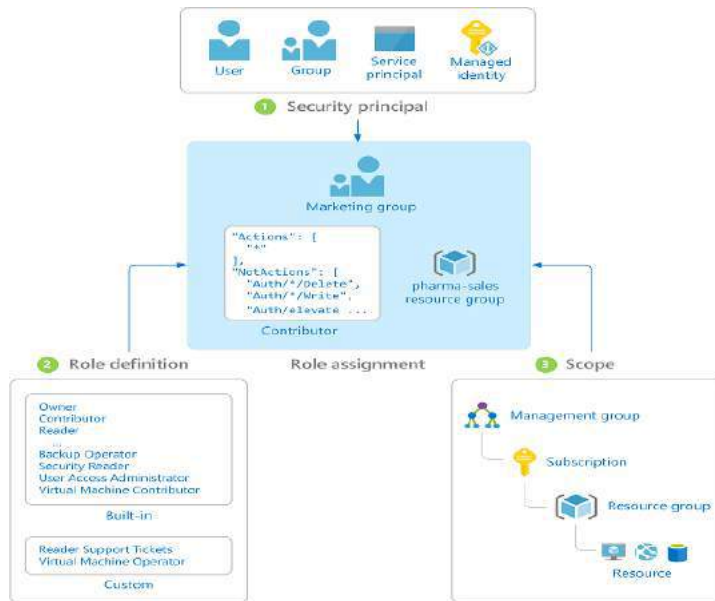 User
Group
Service
principal
Managed
identity
1 Security principal
Marketing group
"Actions": [
"*"
],
"NotActions": [
"Auth/*/Delete",
"Auth/*/Write",
"Auth/elevate ...
Contributor
pharma-sales
resource group
2 Role definition
Role assignment
3 Scope
Owner
Contributor
Reader
...
Backup Operator
Security Reader
User Access Administrator
Virtual Machine Contributor
Built-in
Reader Support Tickets
Virtual Machine Operator
Custom
Management group
Subscription
Resource group
Resource